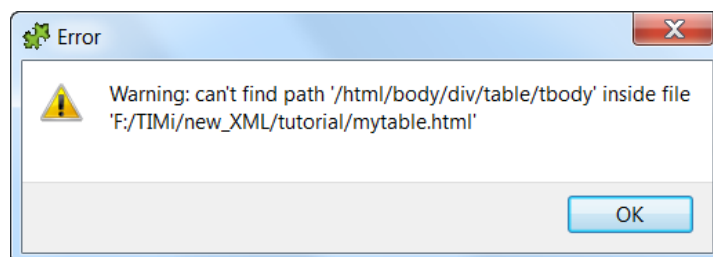 Error
Warning: can't find path '/html/body/div/table/tbody' inside file
'F:/TIMi/new_XML/tutorial/mytable.html'
OK